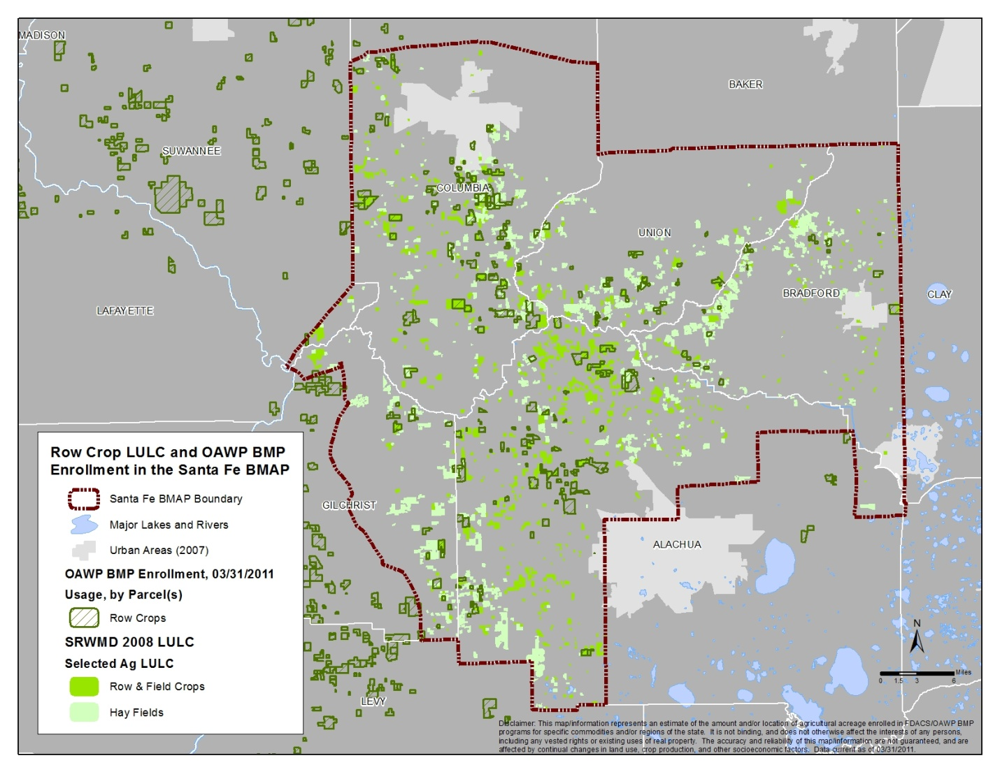 MADISON
BAKER
SUWANNEE
COLUMBIA
UNION
BRADFORD
CLAY
LAFAYETTE
Row Crop LULC and OAWP BMP
Enrollment in the Santa Fe BMAP
Santa Fe BMAP Boundary
Major Lakes and Rivers
Urban Areas (2007)
OAWP BMP Enrollment, 03/31/2011
Usage, by Parcel(s)
Row Crops
SRWMD 2008 LULC
Selected Ag LULC
Row & Field Crops
Hay Fields
GILCHRIST
ALACHUA
LEVY
N
Miles
0 1.5 3 6
Disclaimer: This map/information represents an estimate of the amount and/or location of agricultural acreage enrolled in FDACS/OAWP BMP
programs for specific commodities and/or regions of the state. It is not binding, and does not otherwise affect the interests of any persons,
including any vested rights or existing uses of real property. The accuracy and reliability of this map/information are not guaranteed, and are
affected by continual changes in land use, crop production, and other socioeconomic factors. Data current as of 03/31/2011.